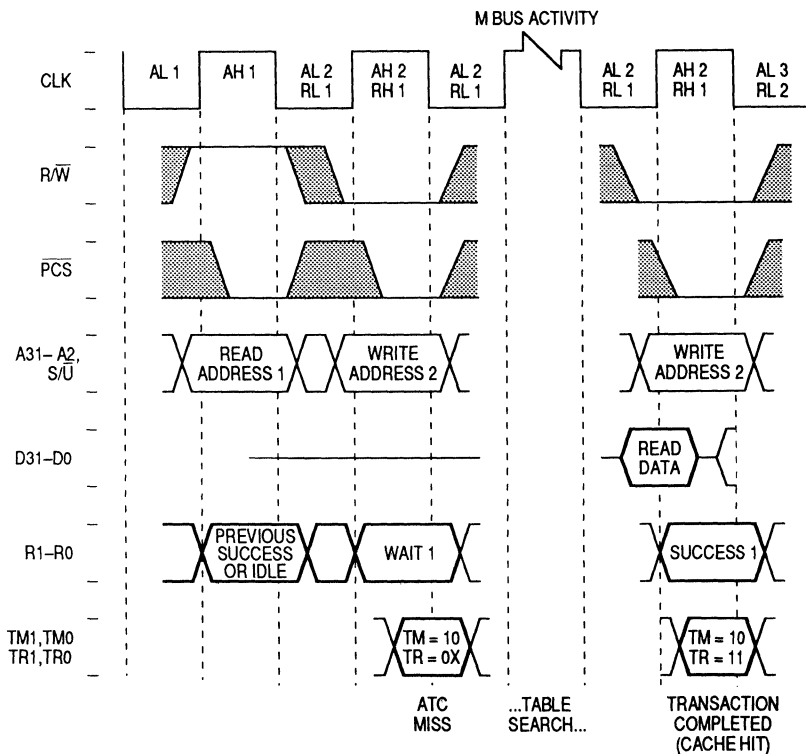 M BUS ACTIVITY
CLK
AL 1
AH 1
AL 2
RL 1
AH 2
RH 1
AL 2
RL 1
AL 2
RL 1
AH 2
RH 1
AL 3
RL 2
R/W̅
P̅C̅S̅
A31– A2,
S/U̅
READ
ADDRESS 1
WRITE
ADDRESS 2
WRITE
ADDRESS 2
D31–D0
READ
DATA
R1–R0
PREVIOUS
SUCCESS
OR IDLE
WAIT 1
SUCCESS 1
TM1,TM0
TR1,TR0
TM = 10
TR = 0X
TM = 10
TR = 11
ATC
MISS
...TABLE
SEARCH...
TRANSACTION
COMPLETED
(CACHE HIT)